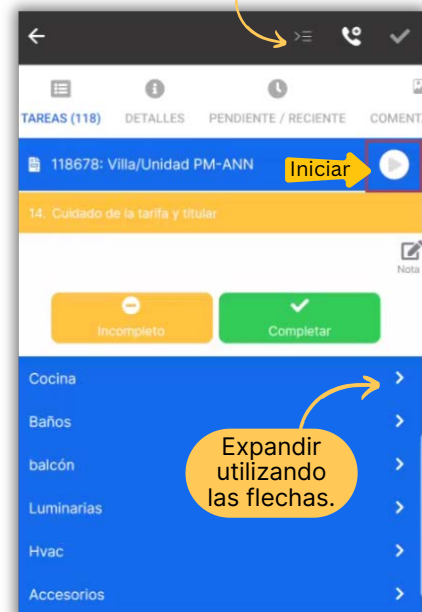 TAREAS (118) DETALLES PENDIENTE / RECIENTE COMENT
118678: Villa/Unidad PM-ANN
Iniciar
14. Cuidado de la tarifa y titular
Nota
Incompleto
Completar
Cocina
Baños
balcón
Luminarias
Hvac
Accesorios
Expandir
utilizando
las flechas.